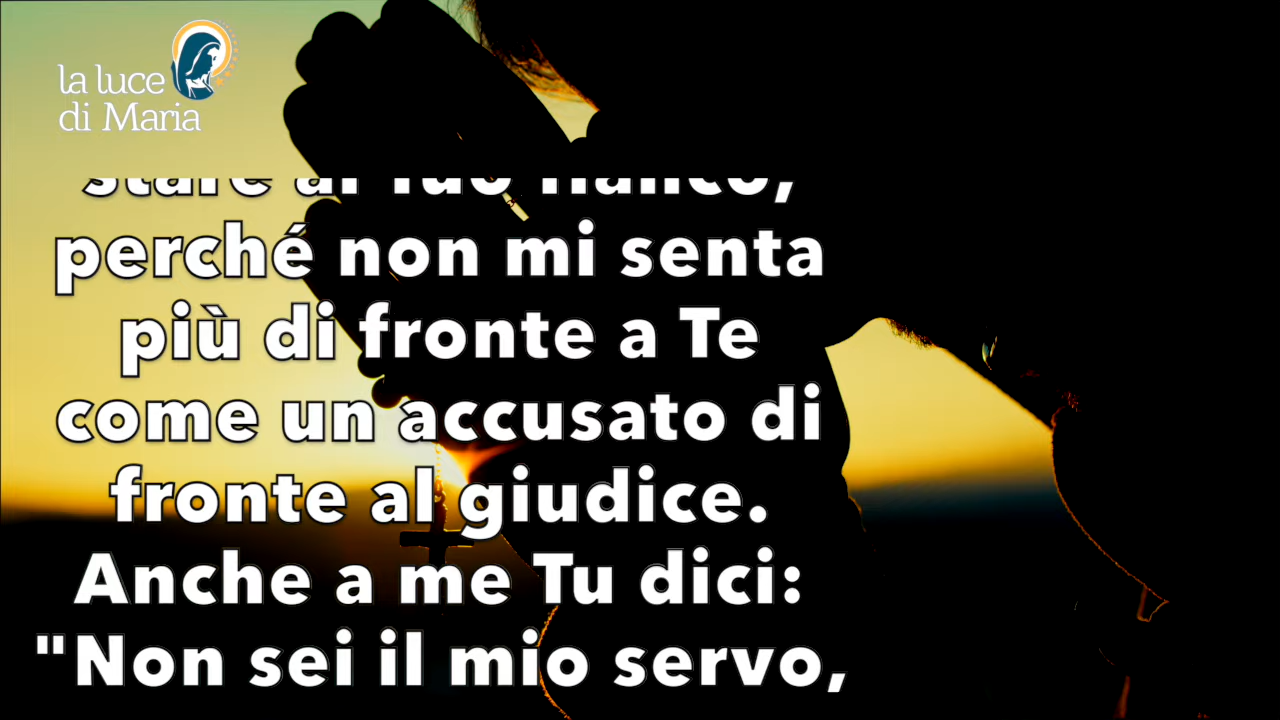 la luce
di Maria
stare al Tuo fianco,
perché non mi senta
più di fronte a Te
come un accusato di
fronte al giudice.
Anche a me Tu dici:
"Non sei il mio servo,